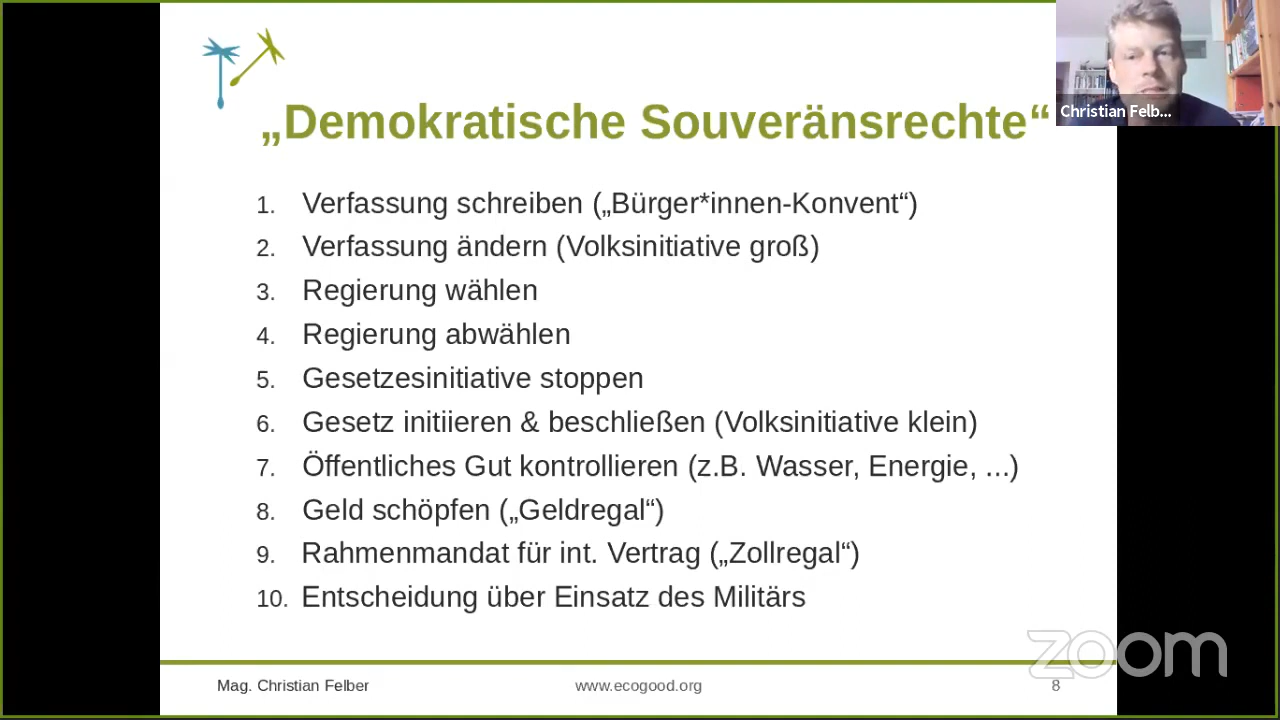 „Demokratische Souveränsrechte“
Christian Felb...
1. Verfassung schreiben („Bürger*innen-Konvent“)
2. Verfassung ändern (Volksinitiative groß)
3. Regierung wählen
4. Regierung abwählen
5. Gesetzesinitiative stoppen
6. Gesetz initiieren & beschließen (Volksinitiative klein)
7. Öffentliches Gut kontrollieren (z.B. Wasser, Energie, ...)
8. Geld schöpfen („Geldregal“)
9. Rahmenmandat für int. Vertrag („Zollregal“)
10. Entscheidung über Einsatz des Militärs
zoom
Mag. Christian Felber www.ecogood.org 8